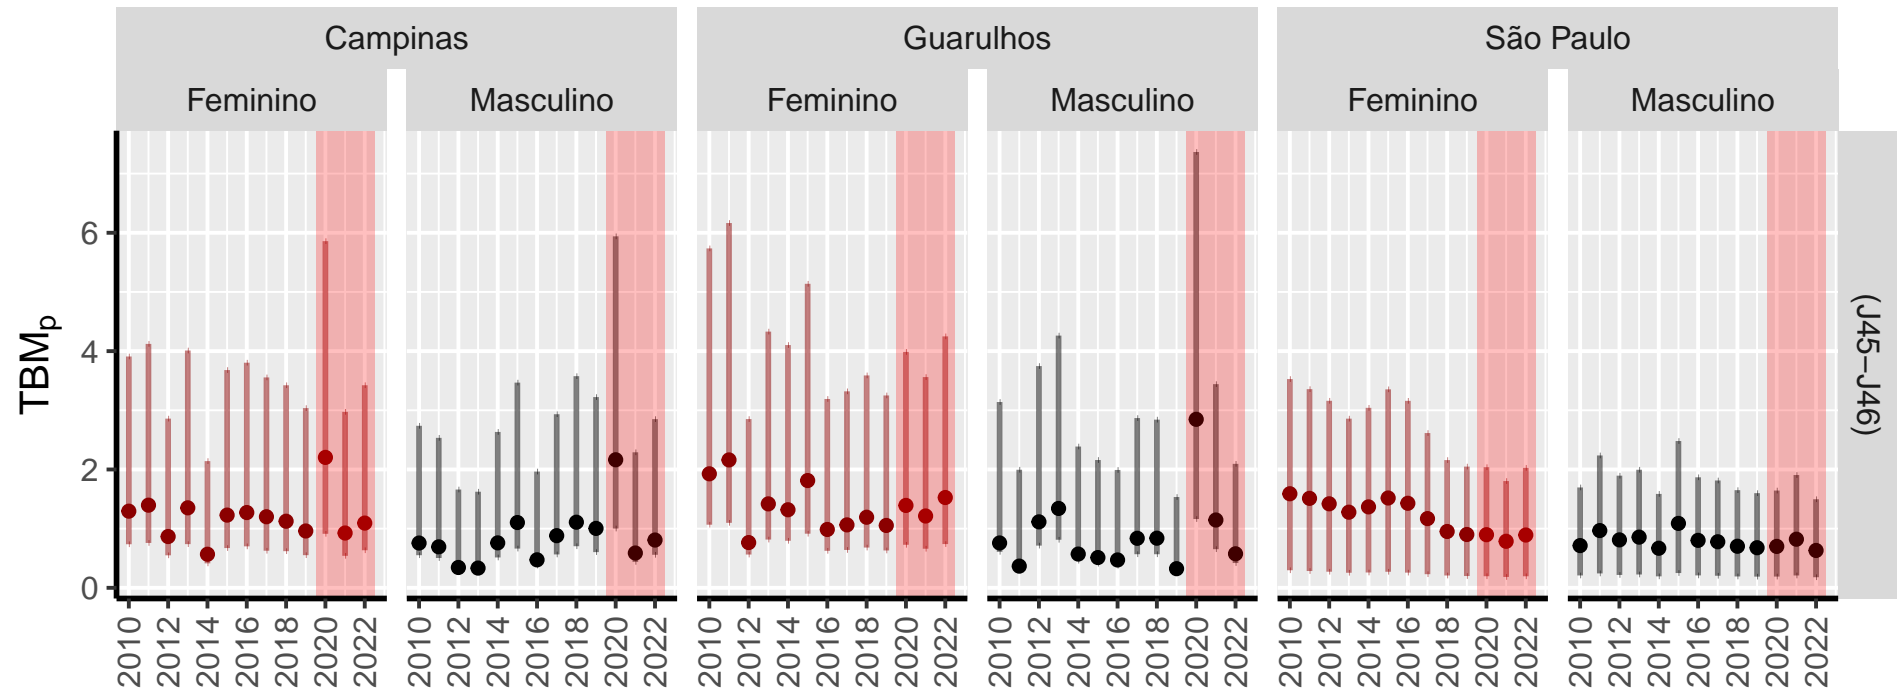 Campinas Guarulhos São Paulo
Feminino Masculino Feminino Masculino Feminino Masculino
TBMp
6
4
2
0
(J45−J46)
2010 2012 2014 2016 2018 2020 2022 2010 2012 2014 2016 2018 2020 2022 2010 2012 2014 2016 2018 2020 2022 2010 2012 2014 2016 2018 2020 2022 2010 2012 2014 2016 2018 2020 2022 2010 2012 2014 2016 2018 2020 2022